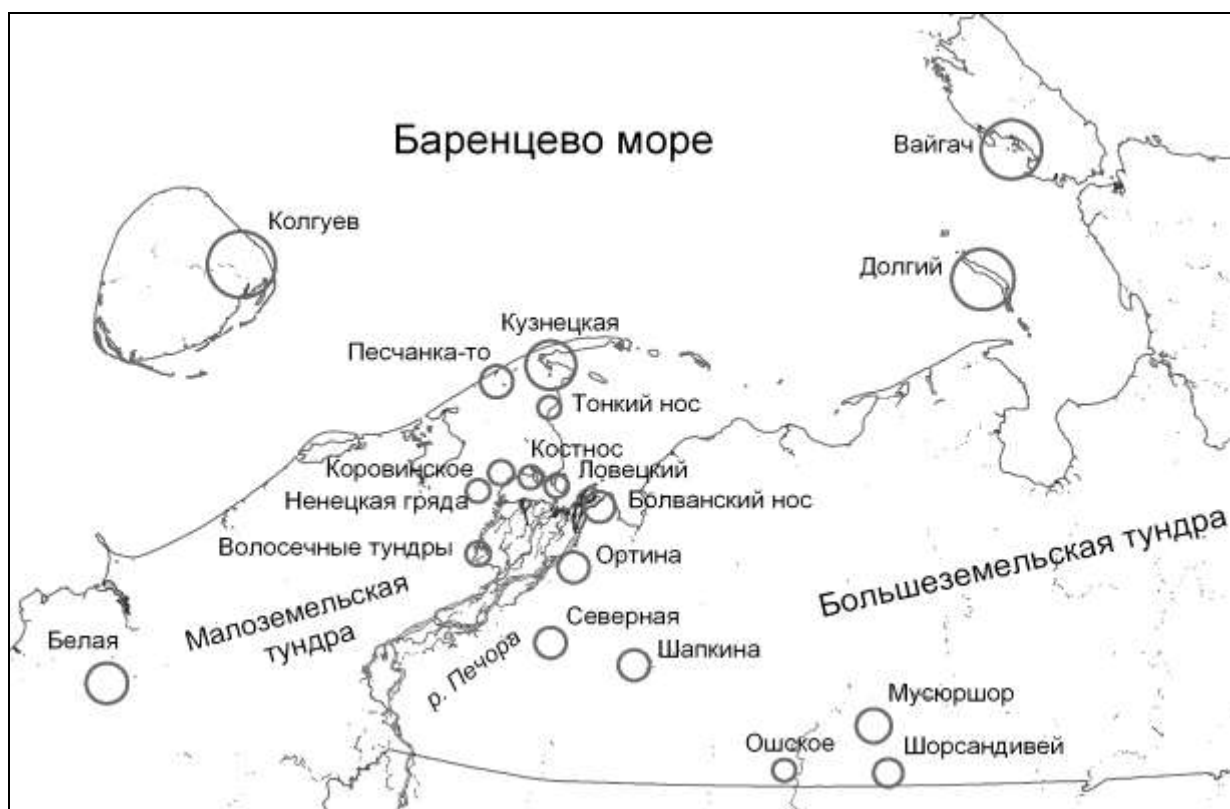 Баренцево море
Вайгач
Колгуев
Долгий
Кузнецкая
Песчанка-то
Тонкий нос
Костнос
Коровинское
Ловецкий
Ненецкая гряда
Болванский нос
Волосечные тундры
Ортина
Большеземельская тундра
Малоземельская
тундра
Северная
Белая
Шапкина
р. Печора
Мусюршор
Ошское
Шорсандивей